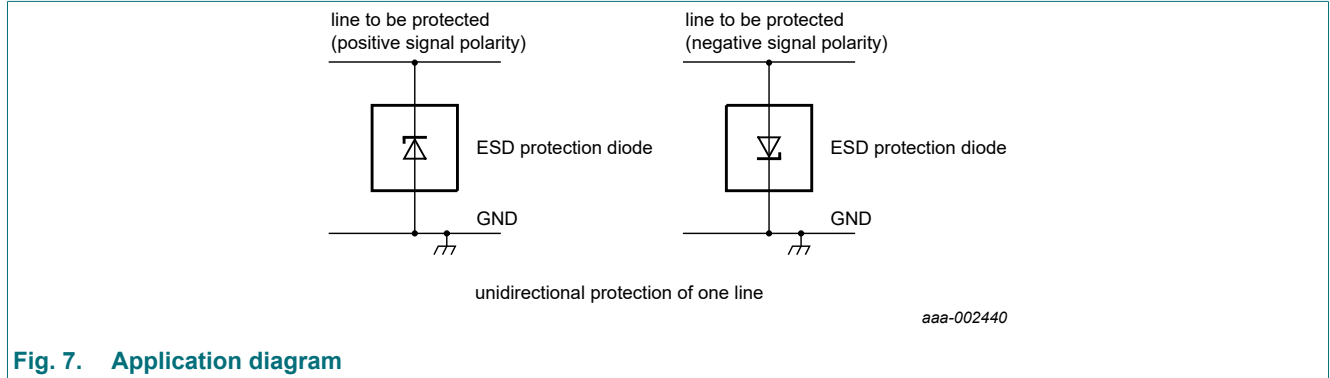 line to be protected
(positive signal polarity)
line to be protected
(negative signal polarity)
ESD protection diode
ESD protection diode
GND
GND
unidirectional protection of one line
aaa-002440
Fig. 7. Application diagram